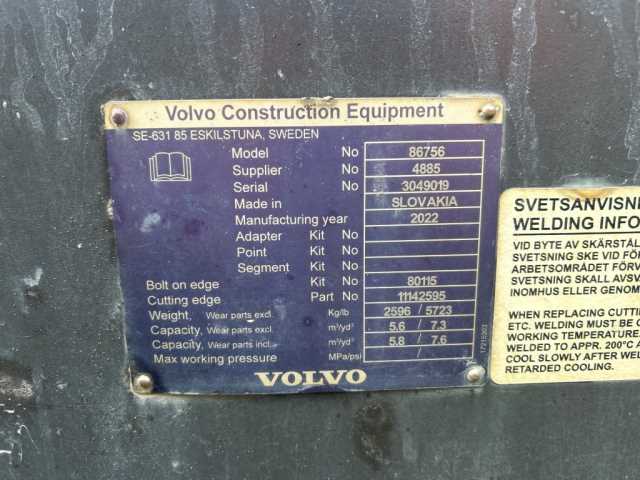 Volvo Construction Equipment
SE-631 85 ESKILSTUNA, SWEDEN
Model No 86756
Supplier No 4885
Serial No 3049019
Made in SLOVAKIA
Manufacturing year 2022
Adapter Kit No
Point Kit No
Segment Kit No
Bolt on edge Kit No 80115
Cutting edge Part No 11142595
Weight, Wear parts excl. Kg/lb 2596 / 5723
Capacity, Wear parts excl. m³/yd³ 5.6 / 7.3
Capacity, Wear parts incl. m³/yd³ 5.8 / 7.6
Max working pressure MPa/psi /
VOLVO
SVETSANVISN
WELDING INFO
VID BYTE AV SKÄRSTÅL
SVETSNING SKE VID FÖ
ARBETSOMRÅDET FÖRV
SVETSNING SKALL AVSV
INOMHUS ELLER GENOM
WHEN REPLACING CUTTI
ETC. WELDING MUST BE
WORKING TEMPERATURE.
WELDED TO APPR. 200°C A
COOL SLOWLY AFTER WEL
RETARDED COOLING.